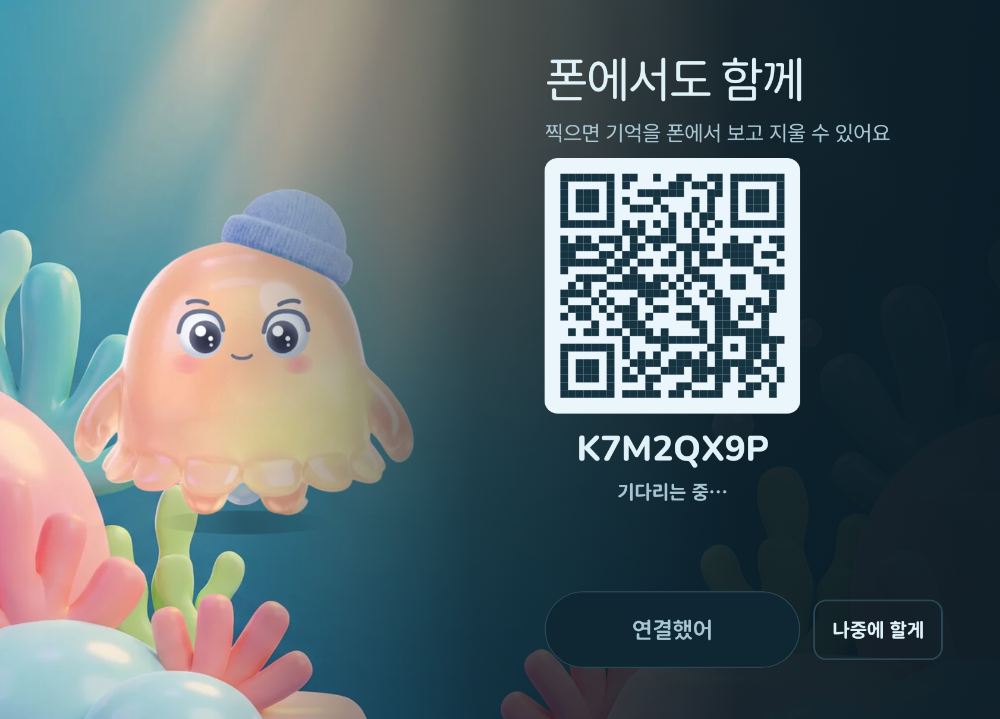 폰에서도 함께
찍으면 기억을 폰에서 보고 지울 수 있어요
K7M2QX9P
기다리는 중…
연결했어
나중에 할게